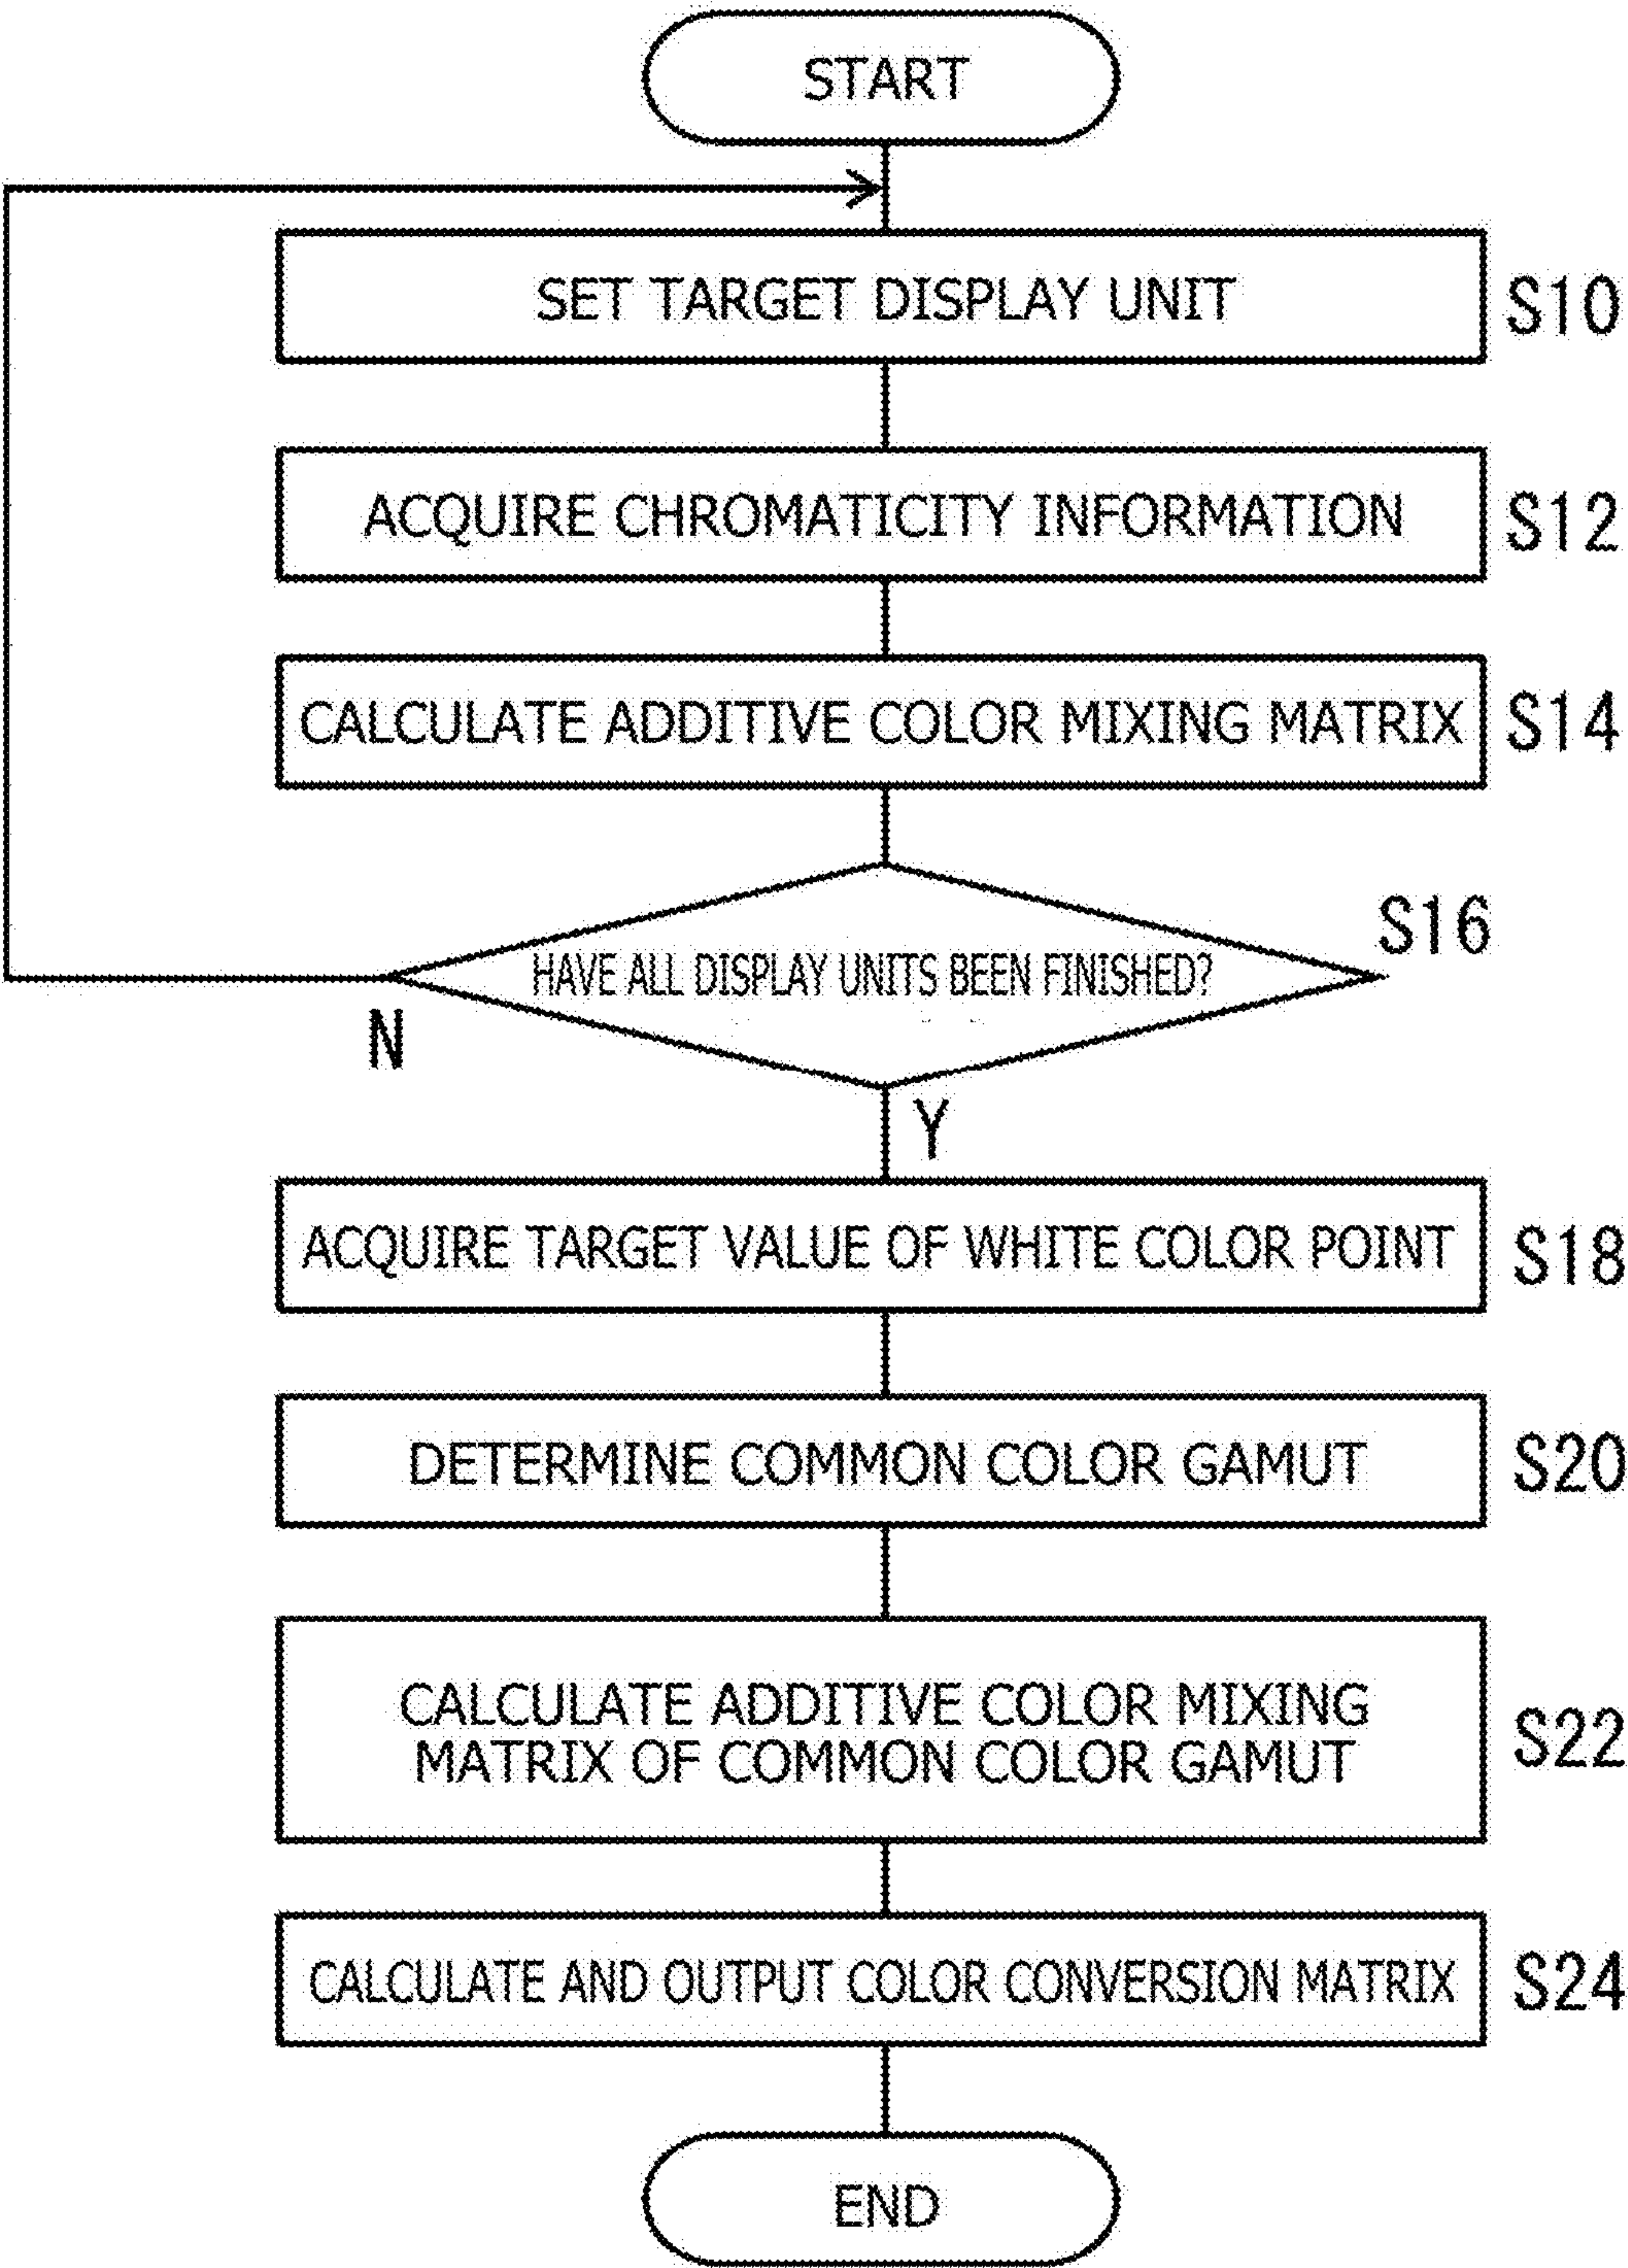 START
SET TARGET DISPLAY UNIT
S10
ACQUIRE CHROMATICITY INFORMATION
S12
CALCULATE ADDITIVE COLOR MIXING MATRIX
S14
S16
HAVE ALL DISPLAY UNITS BEEN FINISHED?
N
Y
ACQUIRE TARGET VALUE OF WHITE COLOR POINT
S18
DETERMINE COMMON COLOR GAMUT
S20
CALCULATE ADDITIVE COLOR MIXING
MATRIX OF COMMON COLOR GAMUT
S22
CALCULATE AND OUTPUT COLOR CONVERSION MATRIX
S24
END